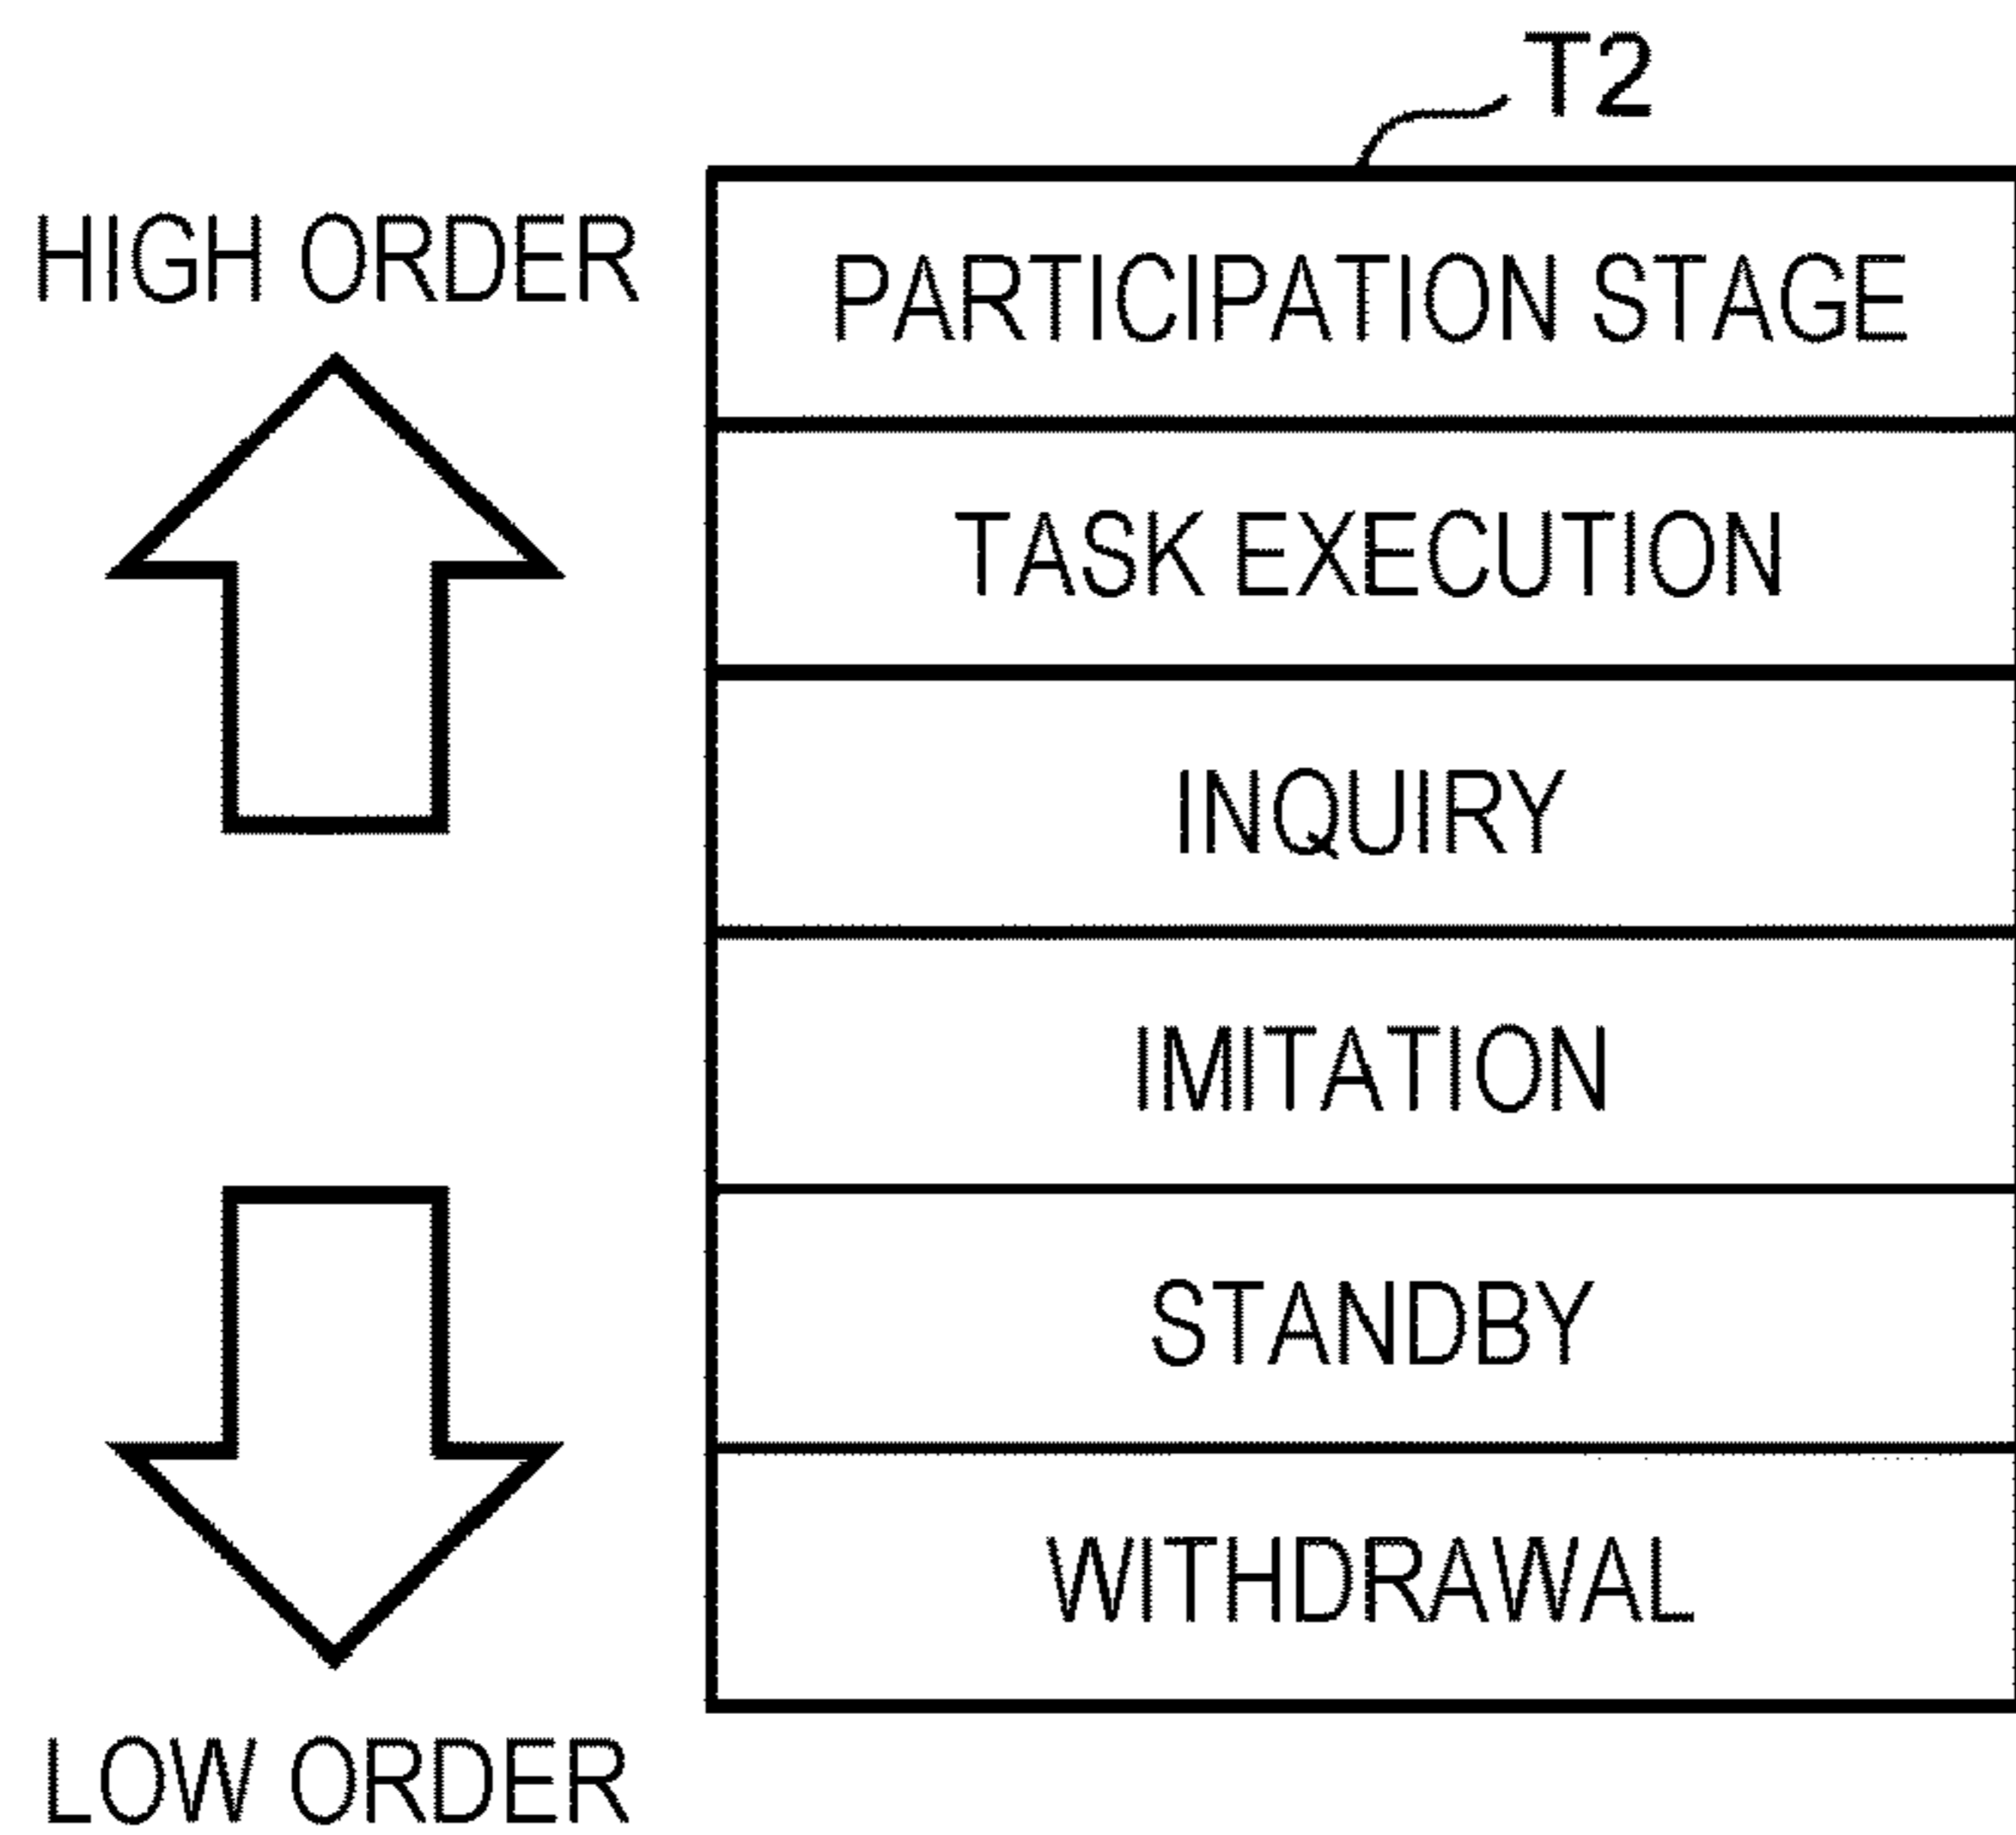 T2
HIGH ORDER
PARTICIPATION STAGE
TASK EXECUTION
INQUIRY
IMITATION
STANDBY
WITHDRAWAL
LOW ORDER